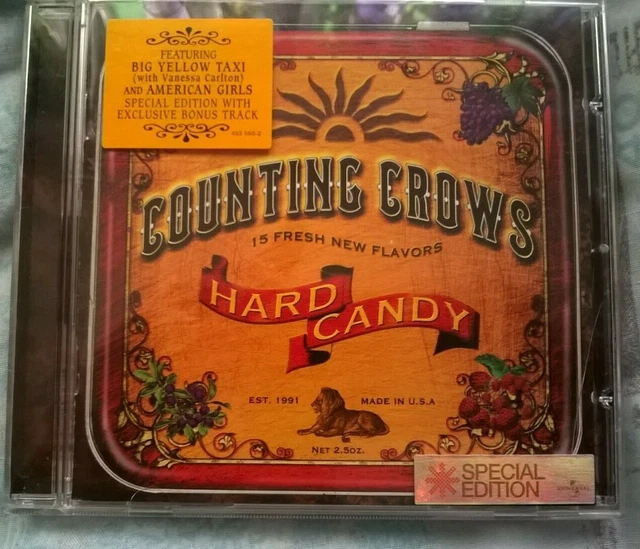 FEATURING
BIG YELLOW TAXI
(with Vanessa Carlton)
AND AMERICAN GIRLS
SPECIAL EDITION WITH
EXCLUSIVE BONUS TRACK
COUNTING CROWS
15 FRESH NEW FLAVORS
HARD
CANDY
EST. 1991
MADE IN U.S.A
NET 2.5OZ.
SPECIAL
EDITION
UNIVERSAL